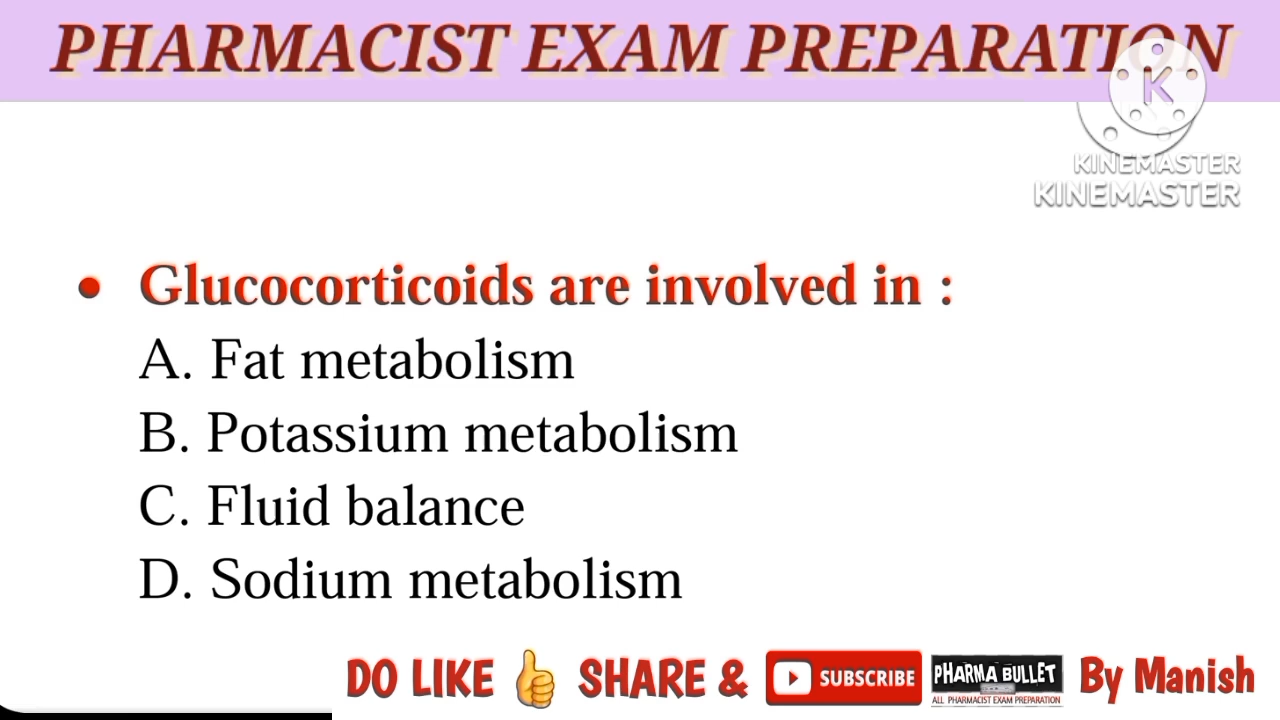 PHARMACIST EXAM PREPARATION
K
KINEMASTER
KINEMASTER
• Glucocorticoids are involved in :
A. Fat metabolism
B. Potassium metabolism
C. Fluid balance
D. Sodium metabolism
DO LIKE 👍 SHARE & SUBSCRIBE PHARMA BULLET By Manish
ALL PHARMACIST EXAM PREPARATION